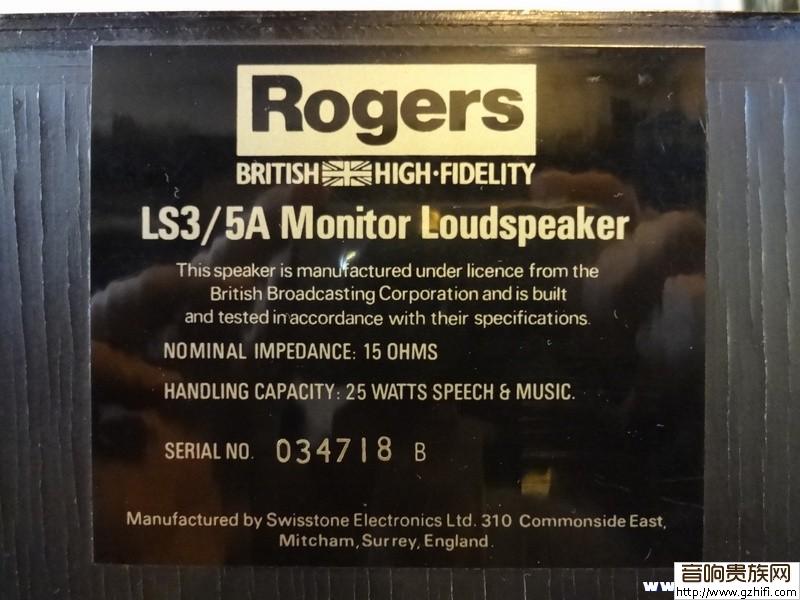 Rogers
BRITISH HIGH·FIDELITY
LS3/5A Monitor Loudspeaker
This speaker is manufactured under licence from the
British Broadcasting Corporation and is built
and tested in accordance with their specifications.
NOMINAL IMPEDANCE: 15 OHMS
HANDLING CAPACITY: 25 WATTS SPEECH & MUSIC.
SERIAL NO. 034718 B
Manufactured by Swisstone Electronics Ltd. 310 Commonside East,
Mitcham, Surrey, England.
音响贵族网
http://www.gzhifi.com